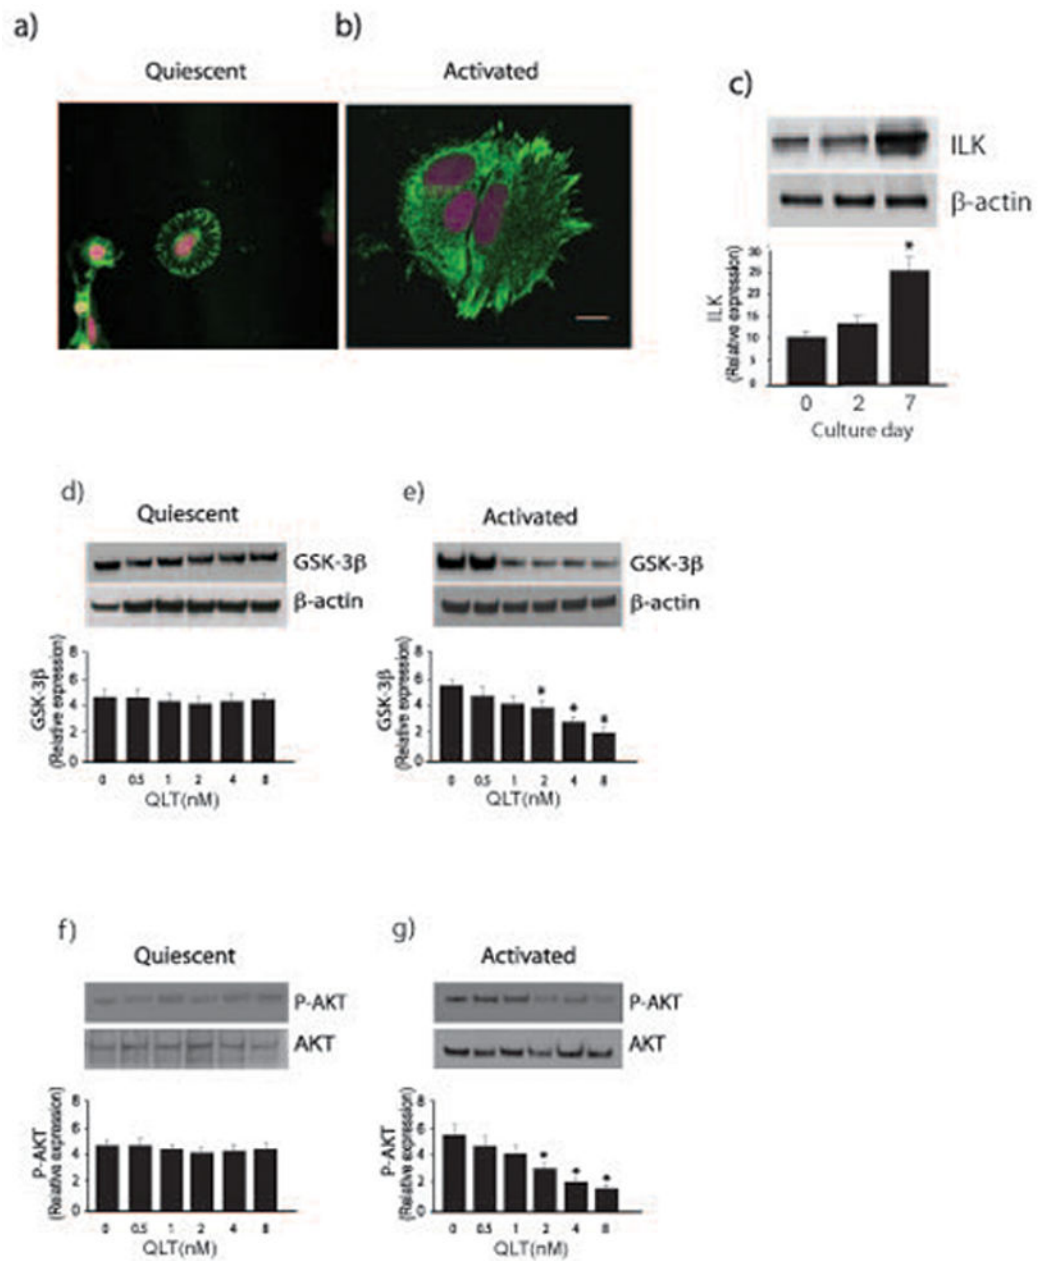 a)
b)
Quiescent
Activated
c)
ILK
β-actin
ILK
(Relative expression)
30
25
20
15
10
5
0
*
0 2 7
Culture day
d)
Quiescent
GSK-3β
β-actin
GSK-3β
(Relative expression)
8
6
4
2
0
0 0.5 1 2 4 8
QLT(nM)
e)
Activated
GSK-3β
β-actin
GSK-3β
(Relative expression)
8
6
4
2
0
* * *
0 0.5 1 2 4 8
QLT(nM)
f)
Quiescent
P-AKT
AKT
P-AKT
(Relative expression)
8
6
4
2
0
0 0.5 1 2 4 8
QLT(nM)
g)
Activated
P-AKT
AKT
P-AKT
(Relative expression)
8
6
4
2
0
* * *
0 0.5 1 2 4 8
QLT(nM)